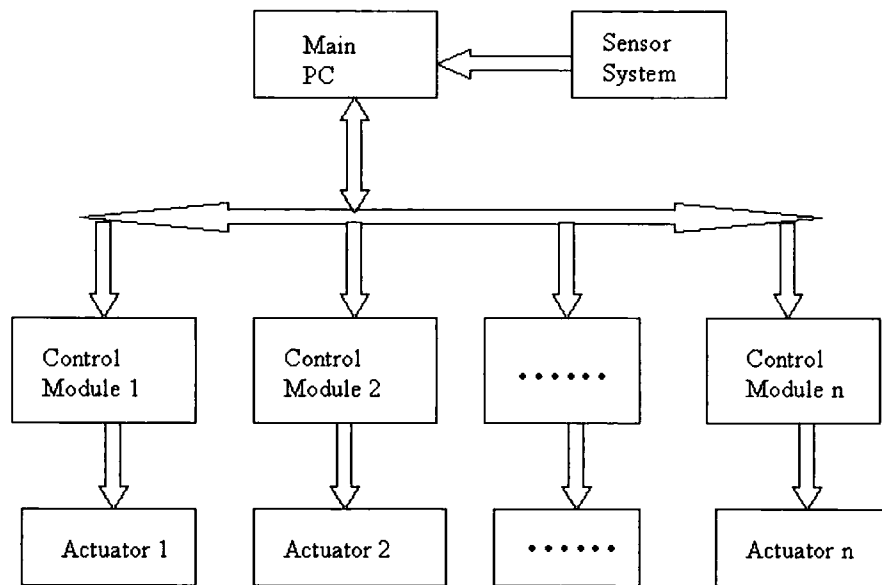 Main
PC
Sensor
System
Control
Module 1
Control
Module 2
......
Control
Module n
Actuator 1
Actuator 2
......
Actuator n